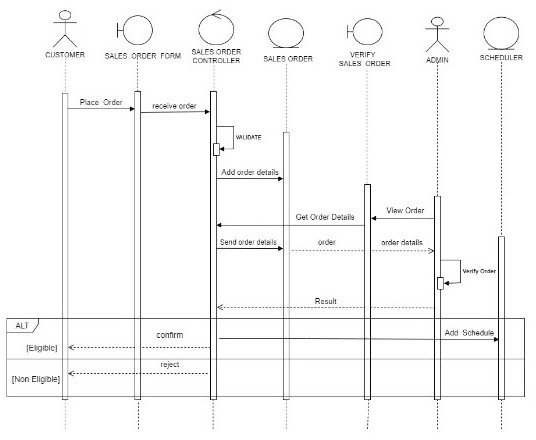 CUSTOMER
SALES ORDER FORM
SALES ORDER
CONTROLLER
SALES ORDER
VERIFY
SALES ORDER
ADMIN
SCHEDULER
Place Order
receive order
VALIDATE
Add order details
View Order
Get Order Details
Send order details
order
order details
Verify Order
Result
ALT
confirm
Add Schedule
[Eligible]
reject
[Non Eligible]